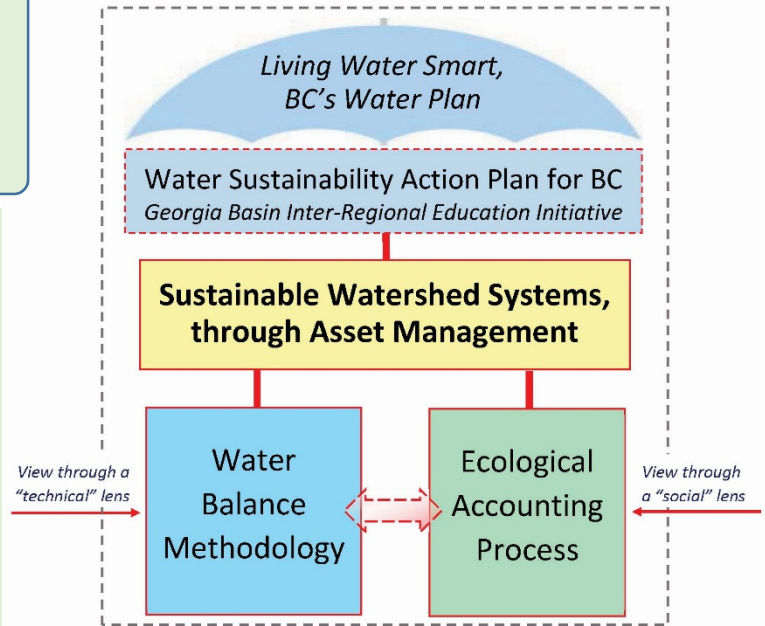 Living Water Smart,
BC's Water Plan
Water Sustainability Action Plan for BC
Georgia Basin Inter-Regional Education Initiative
Sustainable Watershed Systems,
through Asset Management
View through a
"technical" lens
Water
Balance
Methodology
Ecological
Accounting
Process
View through
a "social" lens